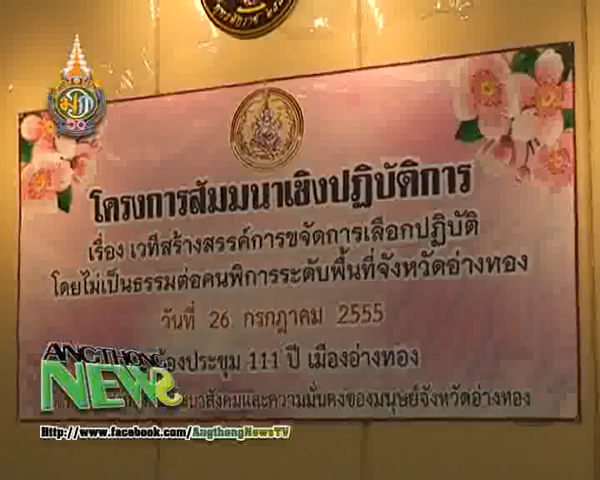 โครงการสัมมนาเชิงปฏิบัติการ
เรื่อง เวทีสร้างสรรค์การขจัดการเลือกปฏิบัติ
โดยไม่เป็นธรรมต่อคนพิการระดับพื้นที่จังหวัดอ่างทอง
วันที่ 26 กรกฎาคม 2555
ประชุม 111 ปี เมืองอ่างทอง
สังคมและความมั่นคงของมนุษย์จังหวัดอ่างทอง
ANGTHONG
NEWS
Http://www.facebook.com/AngthongNewsTV